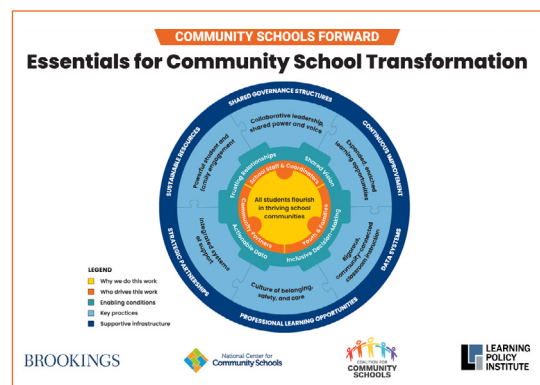 COMMUNITY SCHOOLS FORWARD
Essentials for Community School Transformation
SHARED GOVERNANCE STRUCTURES
CONTINUOUS IMPROVEMENT
DATA SYSTEMS
PROFESSIONAL LEARNING OPPORTUNITIES
STRATEGIC PARTNERSHIPS
SUSTAINABLE RESOURCES
Collaborative leadership,
shared power and voice
Expanded, enriched
learning opportunities
Rigorous,
community-connected
classroom instruction
Culture of belonging,
safety, and care
Integrated systems
of support
Powerful student and
family engagement
Trusting Relationships
Shared Vision
Inclusive Decision-Making
Actionable Data
School Staff & Coordinators
Youth & Families
Community Partners
All students flourish
in thriving school
communities
LEGEND
Why we do this work
Who drives this work
Enabling conditions
Key practices
Supportive infrastructure
BROOKINGS
National Center for
Community Schools
COALITION FOR
COMMUNITY
SCHOOLS
LEARNING
POLICY
INSTITUTE